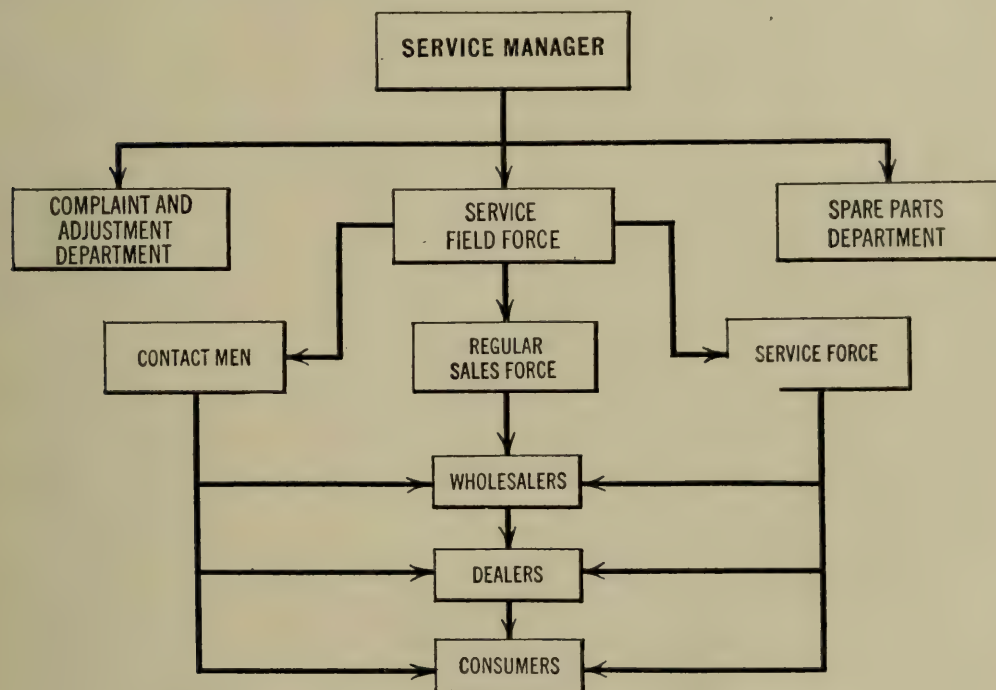 SERVICE MANAGER
COMPLAINT AND
ADJUSTMENT
DEPARTMENT
SERVICE
FIELD FORCE
SPARE PARTS
DEPARTMENT
CONTACT MEN
REGULAR
SALES FORCE
SERVICE FORCE
WHOLESALERS
DEALERS
CONSUMERS